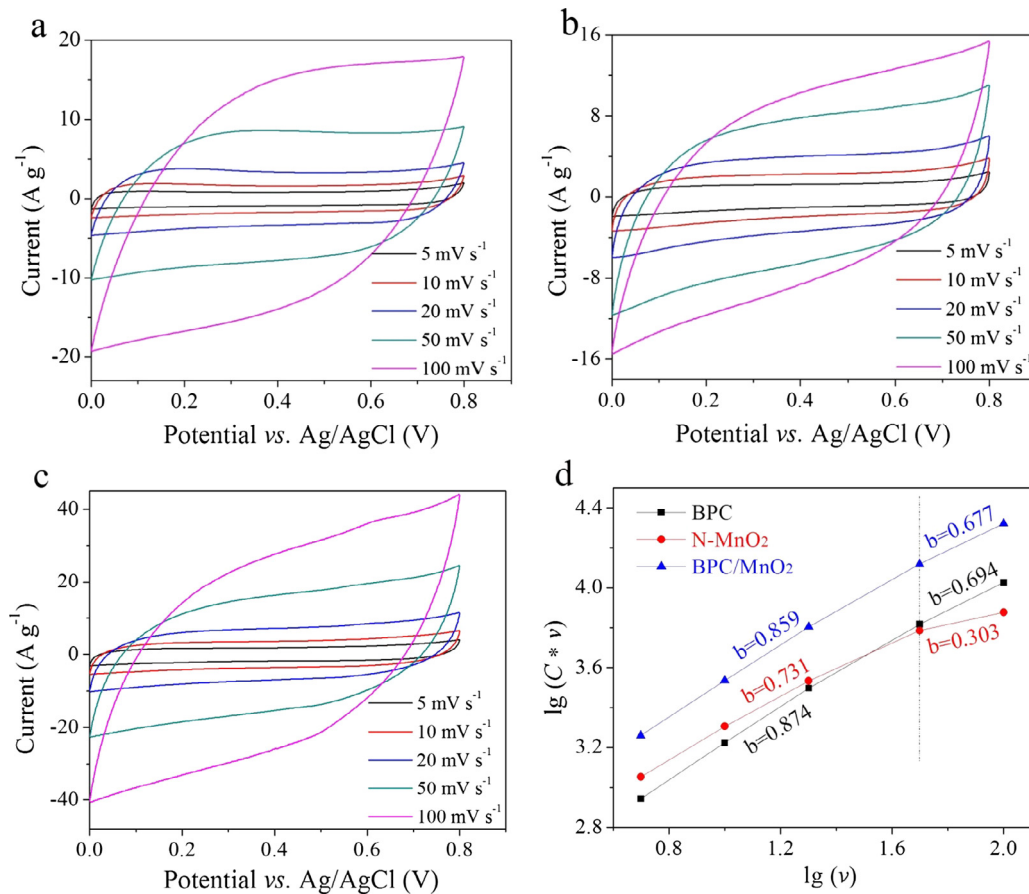 a
20
10
0
-10
-20
Current (A g⁻¹)
5 mV s⁻¹
10 mV s⁻¹
20 mV s⁻¹
50 mV s⁻¹
100 mV s⁻¹
0.0 0.2 0.4 0.6 0.8
Potential vs. Ag/AgCl (V)
b
16
8
0
-8
-16
Current (A g⁻¹)
5 mV s⁻¹
10 mV s⁻¹
20 mV s⁻¹
50 mV s⁻¹
100 mV s⁻¹
0.0 0.2 0.4 0.6 0.8
Potential vs. Ag/AgCl (V)
c
40
20
0
-20
-40
Current (A g⁻¹)
5 mV s⁻¹
10 mV s⁻¹
20 mV s⁻¹
50 mV s⁻¹
100 mV s⁻¹
0.0 0.2 0.4 0.6 0.8
Potential vs. Ag/AgCl (V)
d
4.4
4.0
3.6
3.2
2.8
lg (C * v)
BPC
N-MnO₂
BPC/MnO₂
b=0.677
b=0.694
b=0.859
b=0.731
b=0.303
b=0.874
0.8 1.2 1.6 2.0
lg (v)